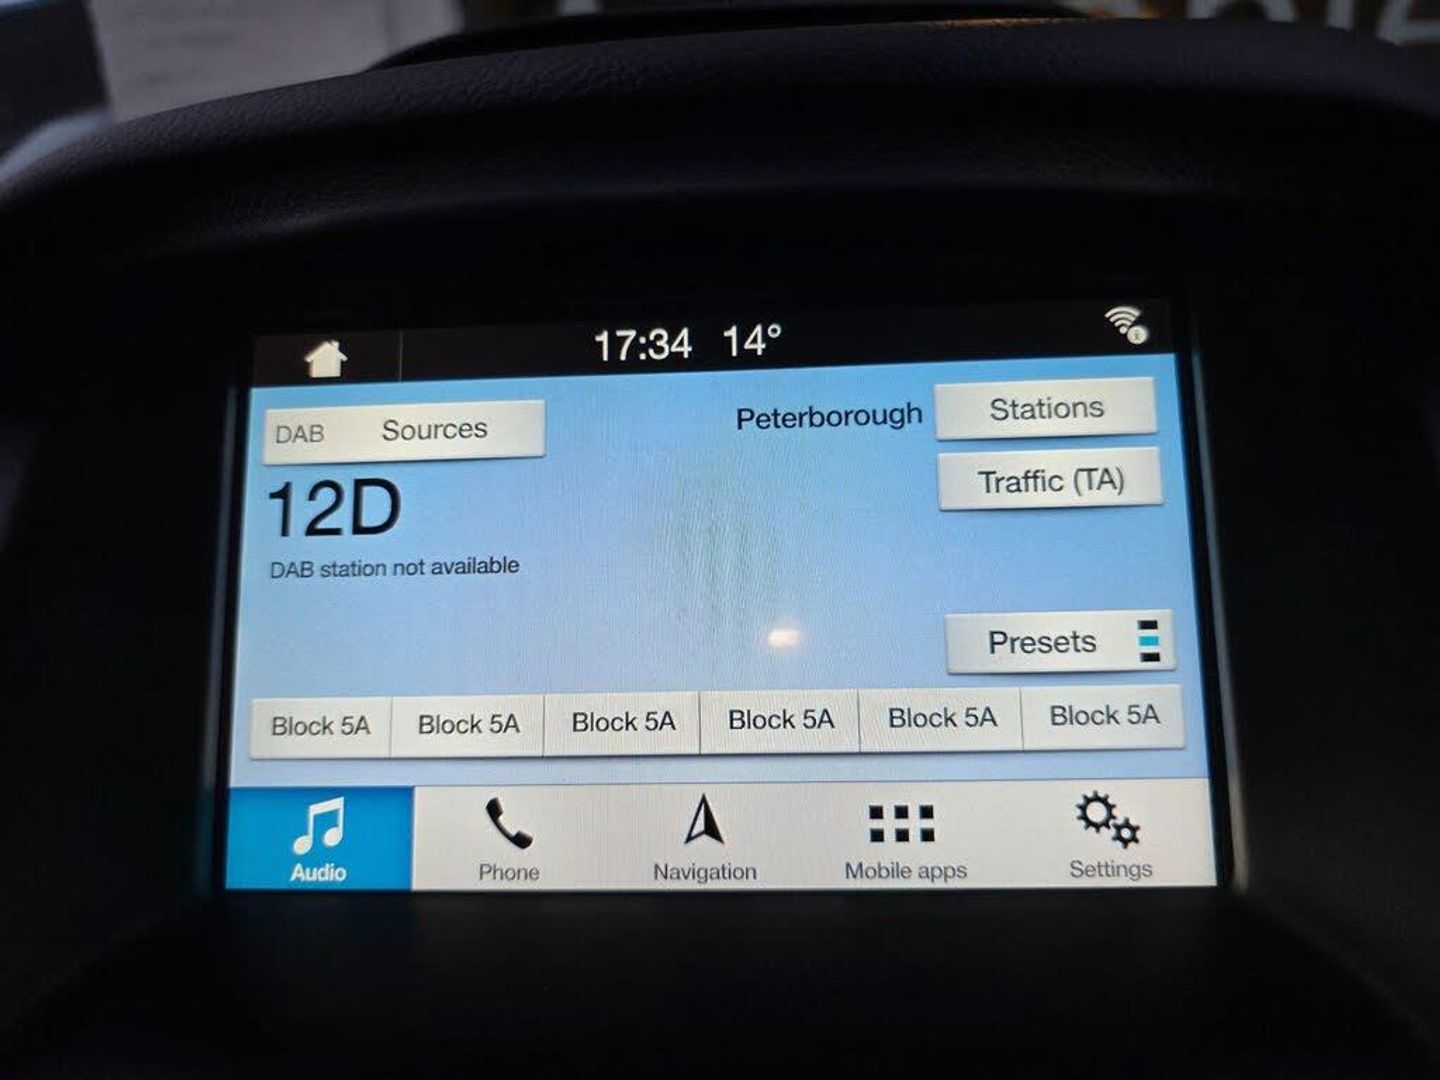 17:34 14°
DAB Sources
Peterborough
Stations
12D
Traffic (TA)
DAB station not available
Presets
Block 5A Block 5A Block 5A Block 5A Block 5A Block 5A
Audio Phone Navigation Mobile apps Settings